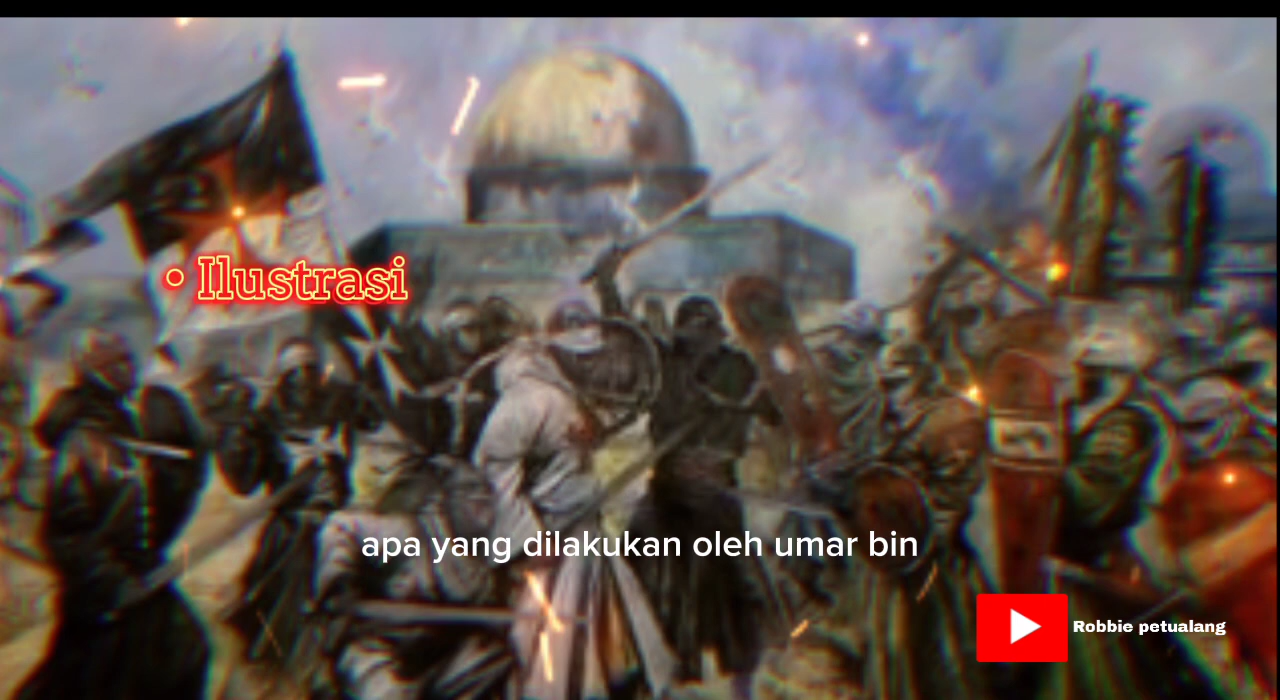 • Ilustrasi
apa yang dilakukan oleh umar bin
Robbie petualang